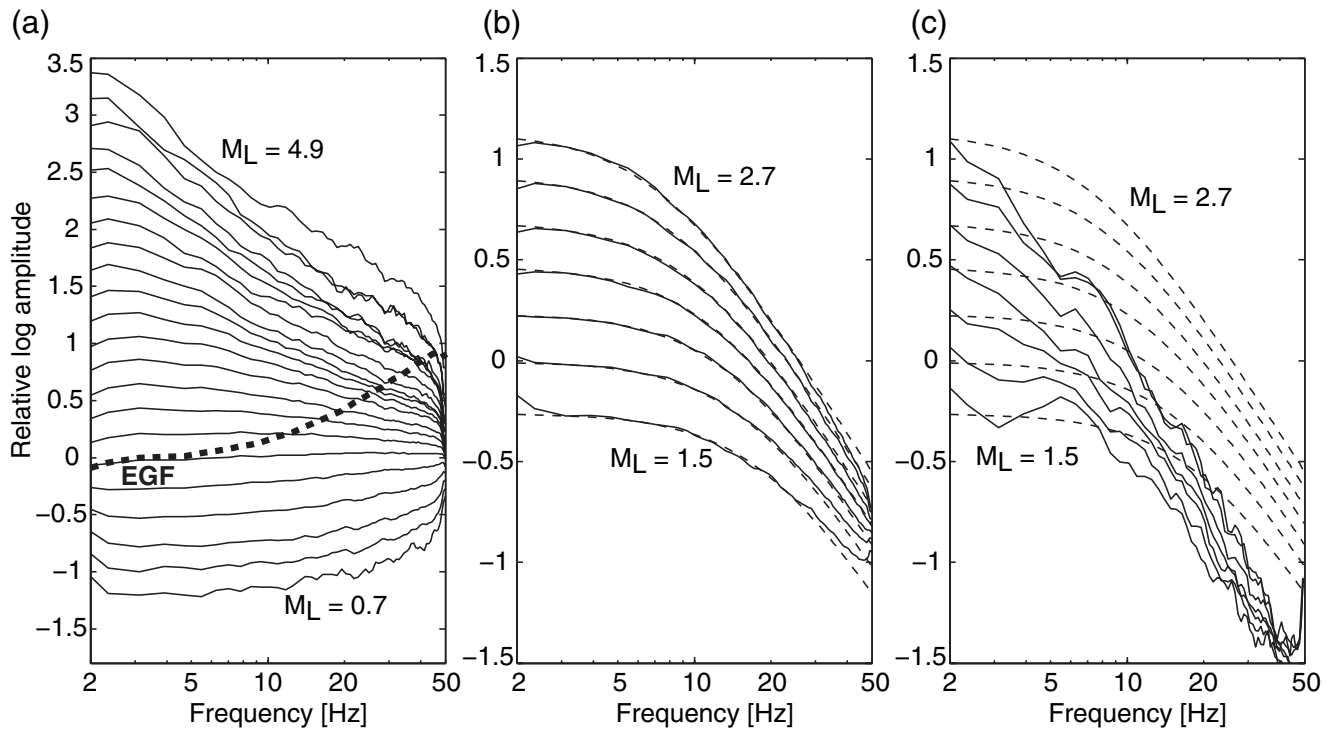 (a)
3.5
3
2.5
2
1.5
1
0.5
0
−0.5
−1
−1.5
Relative log amplitude
M_L = 4.9
EGF
M_L = 0.7
2 5 10 20 50
Frequency [Hz]
(b)
1.5
1
0.5
0
−0.5
−1
−1.5
M_L = 2.7
M_L = 1.5
2 5 10 20 50
Frequency [Hz]
(c)
1.5
1
0.5
0
−0.5
−1
−1.5
M_L = 2.7
M_L = 1.5
2 5 10 20 50
Frequency [Hz]